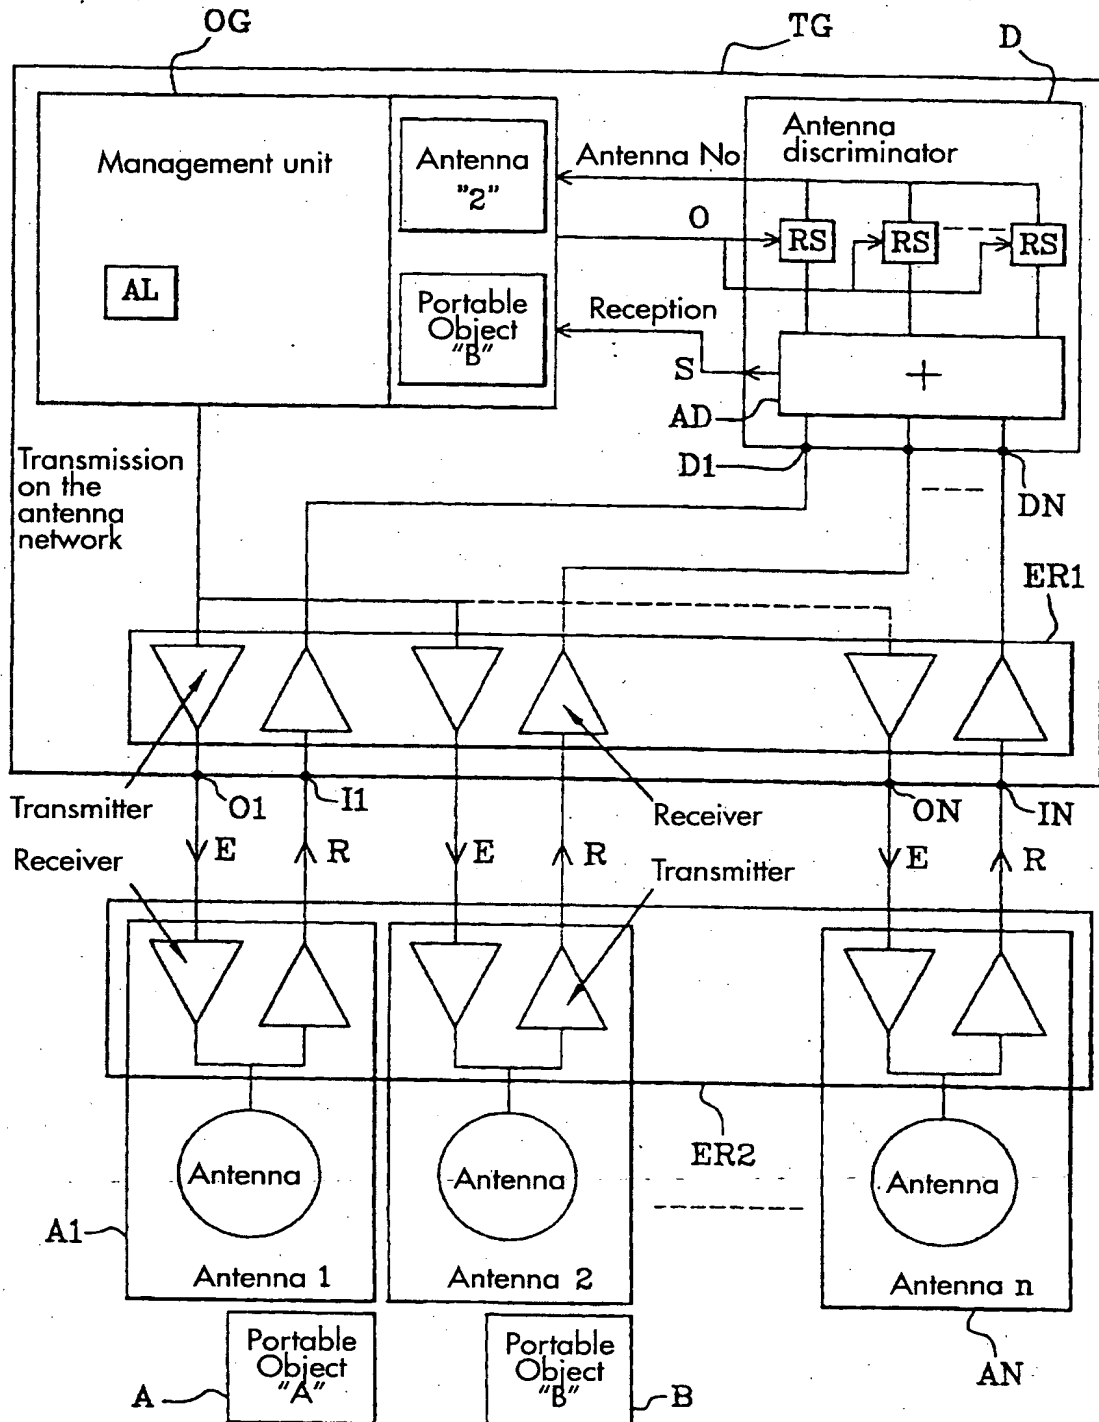 OG
TG
D
Management unit
Antenna
"2"
Antenna No
Antenna
discriminator
O
RS
RS
RS
AL
Portable
Object
"B"
Reception
S
+
AD
Transmission
on the
antenna
network
D1
DN
ER1
Transmitter
O1
I1
Receiver
ON
IN
Receiver
E
R
E
R
Transmitter
E
R
ER2
Antenna
Antenna
Antenna
A1
Antenna 1
Antenna 2
Antenna n
Portable
Object
"A"
Portable
Object
"B"
A
B
AN